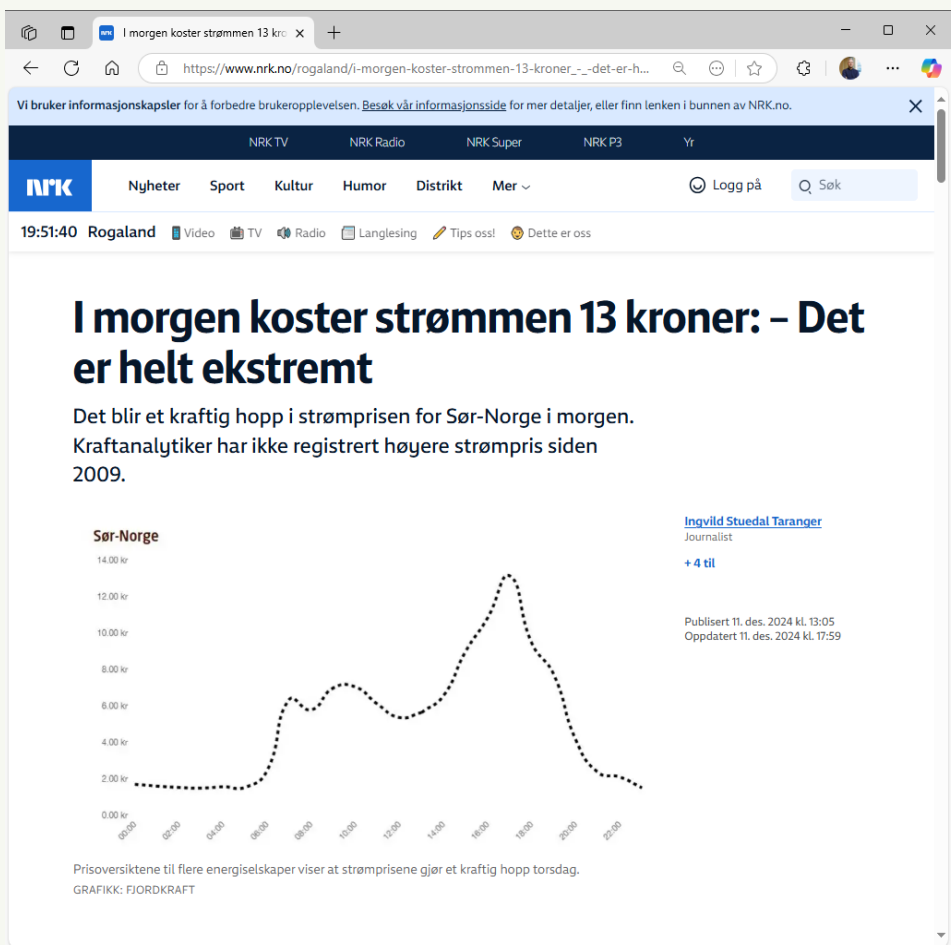 I morgen koster strømmen 13 kro
https://www.nrk.no/rogaland/i-morgen-koster-strommen-13-kroner_-_-det-er-h...
Vi bruker informasjonskapsler for å forbedre brukeropplevelsen. Besøk vår informasjonsside for mer detaljer, eller finn lenken i bunnen av NRK.no.
NRK TV NRK Radio NRK Super NRK P3 Yr
nrk Nyheter Sport Kultur Humor Distrikt Mer Logg på Søk
19:51:40 Rogaland Video TV Radio Langlesing Tips oss! Dette er oss
I morgen koster strømmen 13 kroner: – Det
er helt ekstremt
Det blir et kraftig hopp i strømprisen for Sør-Norge i morgen.
Kraftanalytiker har ikke registrert høyere strømpris siden
2009.
Ingvild Stuedal Taranger
Journalist
+ 4 til
Publisert 11. des. 2024 kl. 13:05
Oppdatert 11. des. 2024 kl. 17:59
Sør-Norge
14.00 kr
12.00 kr
10.00 kr
8.00 kr
6.00 kr
4.00 kr
2.00 kr
0.00 kr
00:00 02:00 04:00 06:00 08:00 10:00 12:00 14:00 16:00 18:00 20:00 22:00
Prisoversiktene til flere energiselskaper viser at strømprisene gjør et kraftig hopp torsdag.
GRAFIKK: FJORDKRAFT